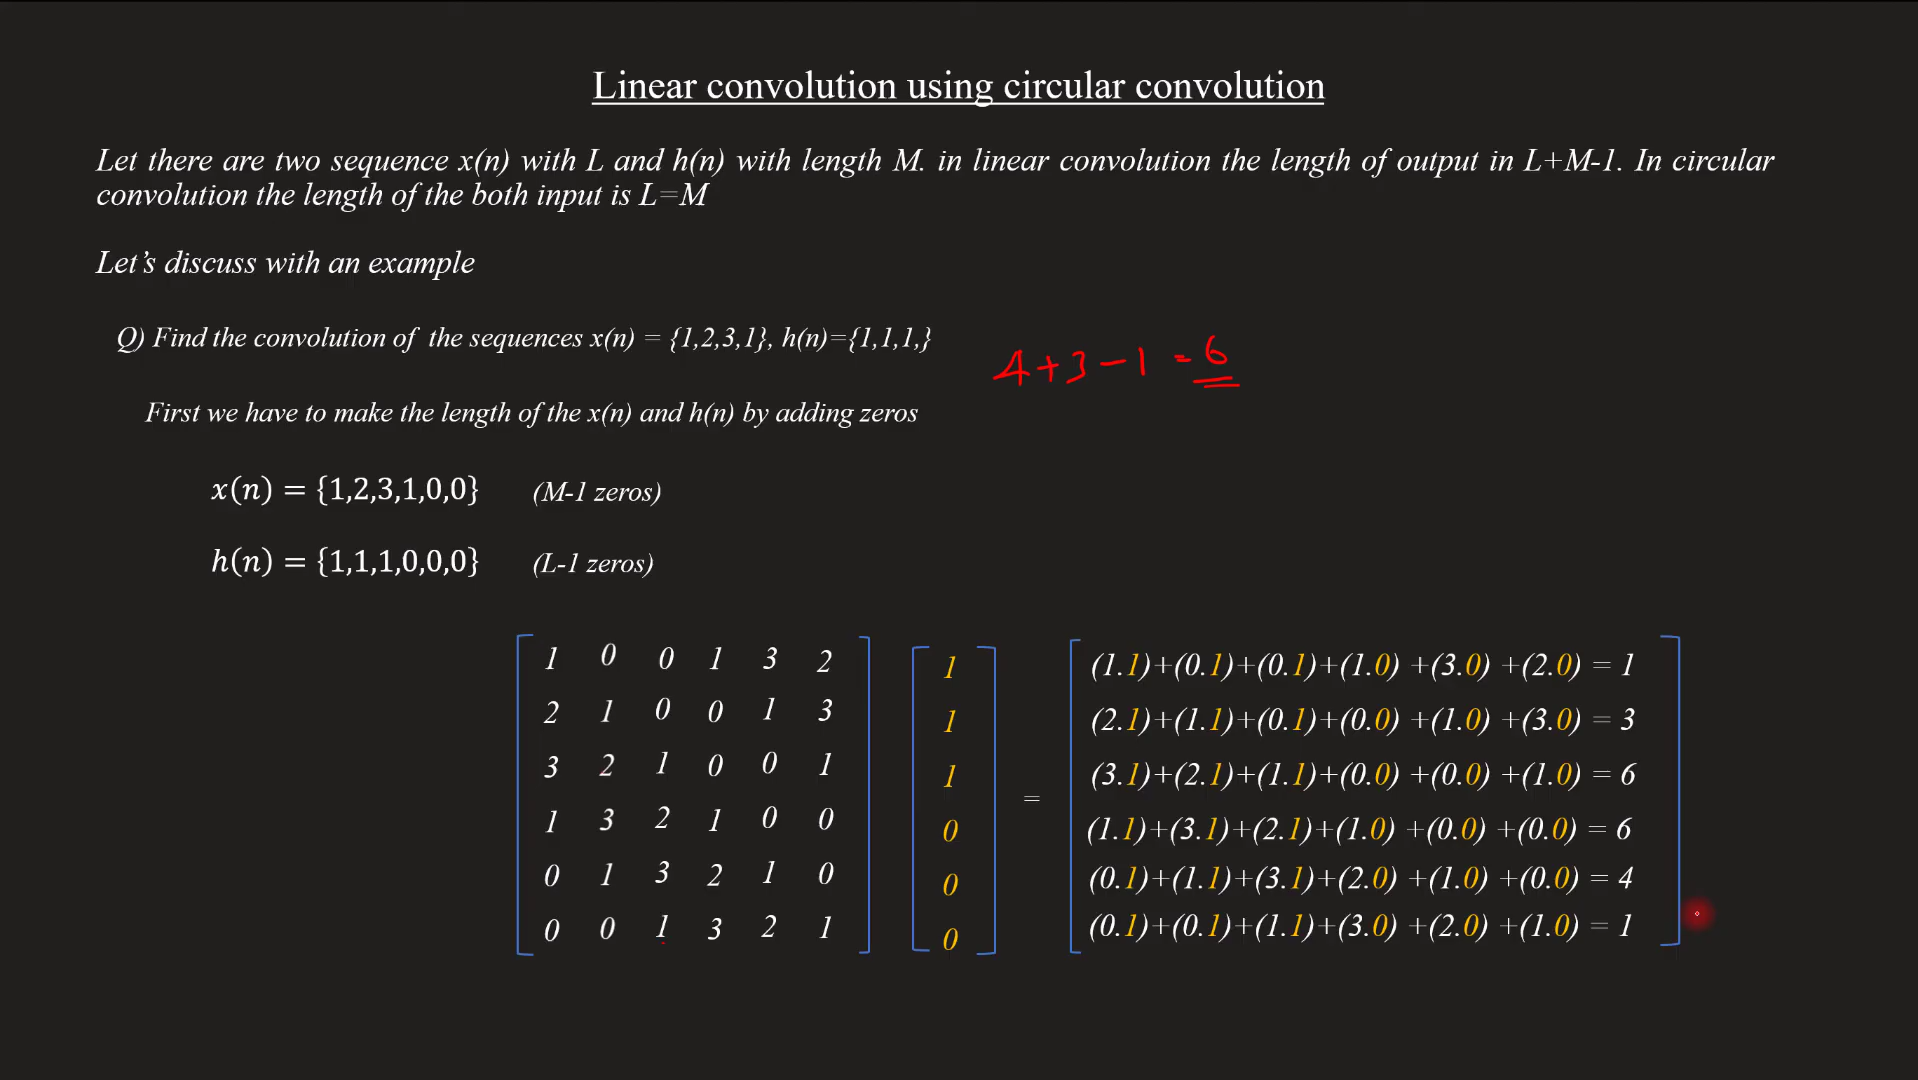 Linear convolution using circular convolution
Let there are two sequence x(n) with L and h(n) with length M. in linear convolution the length of output in L+M-1. In circular
convolution the length of the both input is L=M
Let's discuss with an example
Q) Find the convolution of the sequences x(n) = {1,2,3,1}, h(n)={1,1,1,}
4+3-1 = 6
First we have to make the length of the x(n) and h(n) by adding zeros
x(n) = {1,2,3,1,0,0} (M-1 zeros)
h(n) = {1,1,1,0,0,0} (L-1 zeros)
1 0 0 1 3 2 1 (1.1)+(0.1)+(0.1)+(1.0) +(3.0) +(2.0) = 1
2 1 0 0 1 3 1 (2.1)+(1.1)+(0.1)+(0.0) +(1.0) +(3.0) = 3
3 2 1 0 0 1 1 (3.1)+(2.1)+(1.1)+(0.0) +(0.0) +(1.0) = 6
=
1 3 2 1 0 0 0 (1.1)+(3.1)+(2.1)+(1.0) +(0.0) +(0.0) = 6
0 1 3 2 1 0 0 (0.1)+(1.1)+(3.1)+(2.0) +(1.0) +(0.0) = 4
0 0 1 3 2 1 0 (0.1)+(0.1)+(1.1)+(3.0) +(2.0) +(1.0) = 1